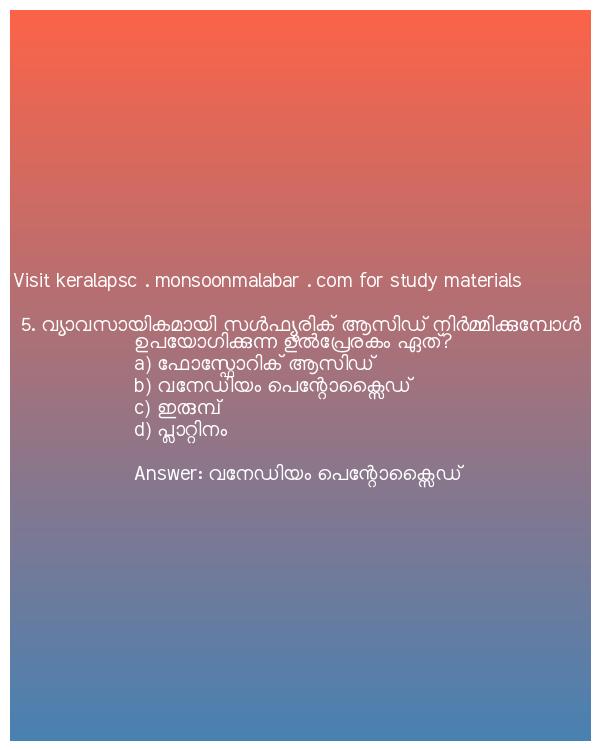 Visit keralapsc . monsoonmalabar . com for study materials
5. വ്യാവസായികമായി സൾഫ്യൂരിക് ആസിഡ് നിർമ്മിക്കുമ്പോൾ
ഉപയോഗിക്കുന്ന ഉൽപ്രേരകം ഏത്?
a) ഫോസ്ഫോറിക് ആസിഡ്
b) വനേഡിയം പെന്റോക്സൈഡ്
c) ഇരുമ്പ്
d) പ്ലാറ്റിനം
Answer: വനേഡിയം പെന്റോക്സൈഡ്